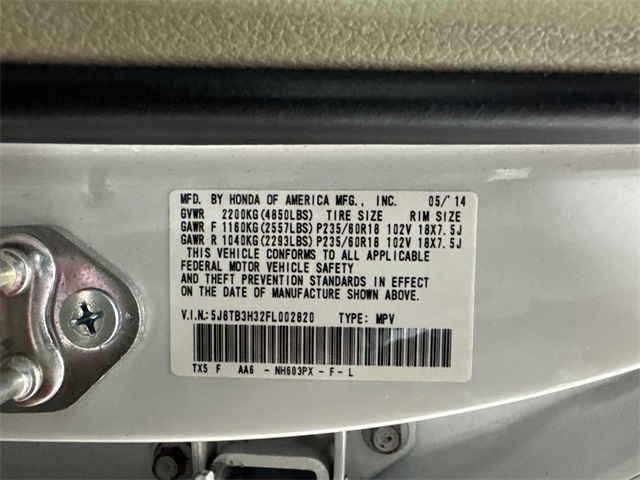 MFD. BY HONDA OF AMERICA MFG., INC. 05/'14
GVWR 2200KG(4850LBS) TIRE SIZE RIM SIZE
GAWR F 1160KG(2557LBS) P235/60R18 102V 18X7.5J
GAWR R 1040KG(2293LBS) P235/60R18 102V 18X7.5J
THIS VEHICLE CONFORMS TO ALL APPLICABLE
FEDERAL MOTOR VEHICLE SAFETY
AND THEFT PREVENTION STANDARDS IN EFFECT
ON THE DATE OF MANUFACTURE SHOWN ABOVE.
V.I.N.: 5J8TB3H32FL002620 TYPE: MPV
TX5 F AA6 - NH603PX - F - L